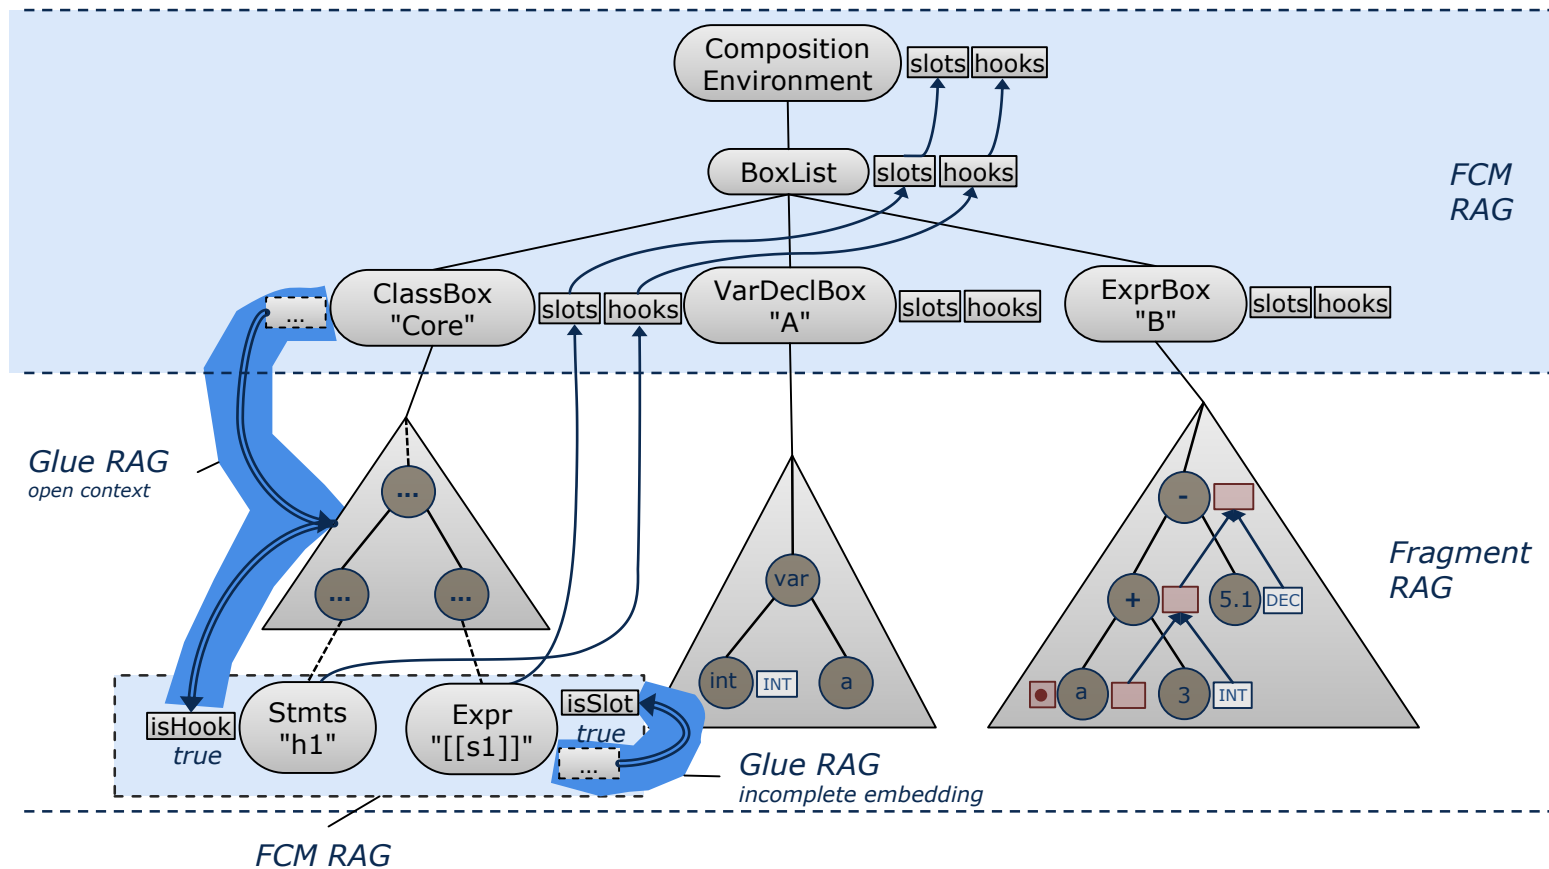 Composition
Environment
slots
hooks
BoxList
slots
hooks
FCM
RAG
...
ClassBox
"Core"
slots
hooks
VarDeclBox
"A"
slots
hooks
ExprBox
"B"
slots
hooks
Glue RAG
open context
...
...
...
var
int
INT
a
-
+
5.1
DEC
a
3
INT
Fragment
RAG
isHook
true
Stmts
"h1"
Expr
"[[s1]]"
isSlot
true
...
Glue RAG
incomplete embedding
FCM RAG